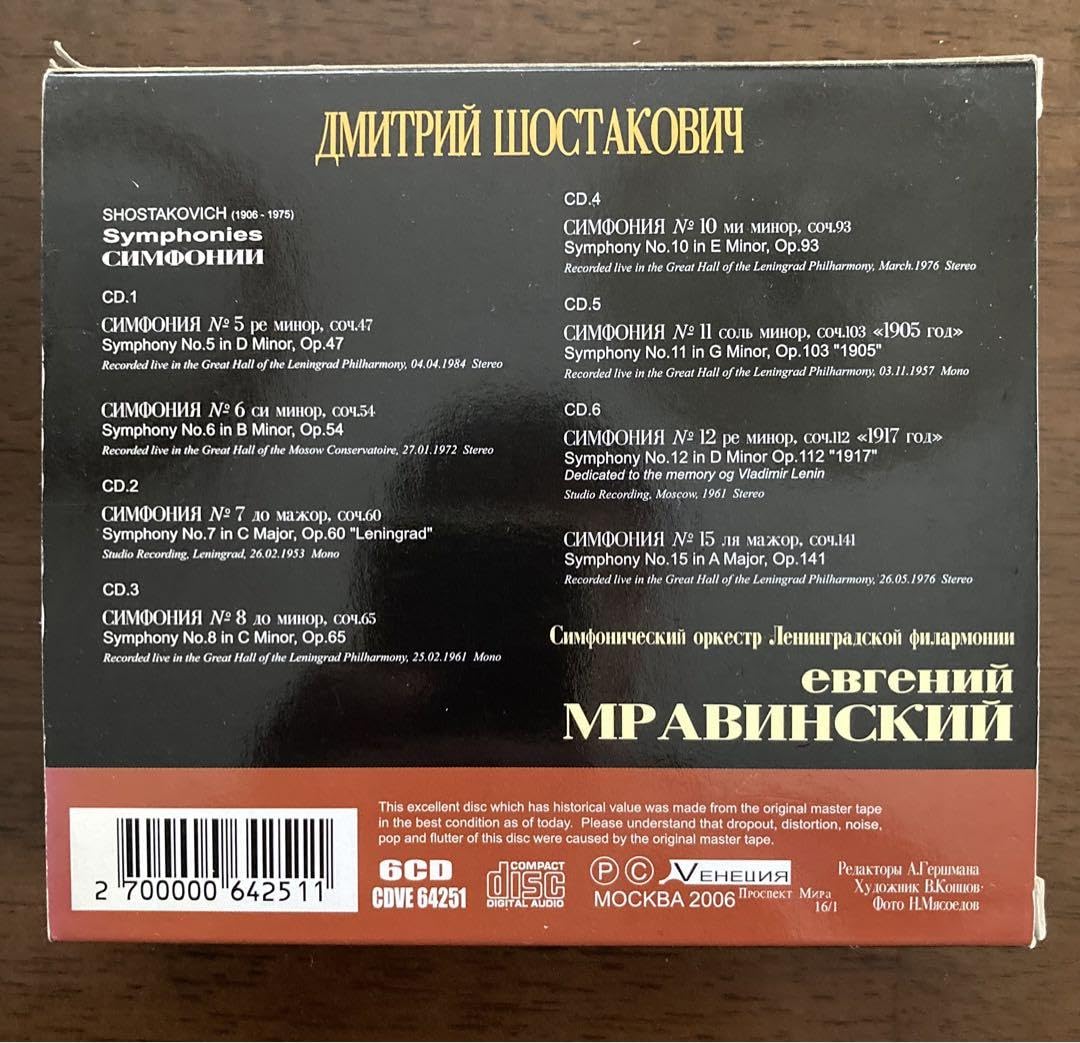 ДМИТРИЙ ШОСТАКОВИЧ
SHOSTAKOVICH (1906 - 1975)
Symphonies
СИМФОНИИ
CD.1
СИМФОНИЯ № 5 ре минор, соч.47
Symphony No.5 in D Minor, Op.47
Recorded live in the Great Hall of the Leningrad Philharmony, 04.04.1984 Stereo
СИМФОНИЯ № 6 си минор, соч.54
Symphony No.6 in B Minor, Op.54
Recorded live in the Great Hall of the Mosow Conservatoire, 27.01.1972 Stereo
CD.2
СИМФОНИЯ № 7 до мажор, соч.60
Symphony No.7 in C Major, Op.60 "Leningrad"
Studio Recording, Leningrad, 26.02.1953 Mono
CD.3
СИМФОНИЯ № 8 до минор, соч.65
Symphony No.8 in C Minor, Op.65
Recorded live in the Great Hall of the Leningrad Philharmony, 25.02.1961 Mono
CD.4
СИМФОНИЯ № 10 ми минор, соч.93
Symphony No.10 in E Minor, Op.93
Recorded live in the Great Hall of the Leningrad Philharmony, March.1976 Stereo
CD.5
СИМФОНИЯ № 11 соль минор, соч.103 «1905 год»
Symphony No.11 in G Minor, Op.103 "1905"
Recorded live in the Great Hall of the Leningrad Philharmony, 03.11.1957 Mono
CD.6
СИМФОНИЯ № 12 ре минор, соч.112 «1917 год»
Symphony No.12 in D Minor Op.112 "1917"
Dedicated to the memory og Vladimir Lenin
Studio Recording, Moscow, 1961 Stereo
СИМФОНИЯ № 15 ля мажор, соч.141
Symphony No.15 in A Major, Op.141
Recorded live in the Great Hall of the Leningrad Philharmony, 26.05.1976 Stereo
Симфонический оркестр Ленинградской филармонии
евгений
МРАВИНСКИЙ
This excellent disc which has historical value was made from the original master tape
in the best condition as of today. Please understand that dropout, distortion, noise,
pop and flutter of this disc were caused by the original master tape.
2 700000 642511
6CD
CDVE 64251
COMPACT
disc
DIGITAL AUDIO
Ⓟ © VЕНЕЦИЯ
МОСКВА 2006 Проспект Мира
16/1
Редакторы А.Гершмана
Художник В.Копцов
Фото Н.Мясоедов